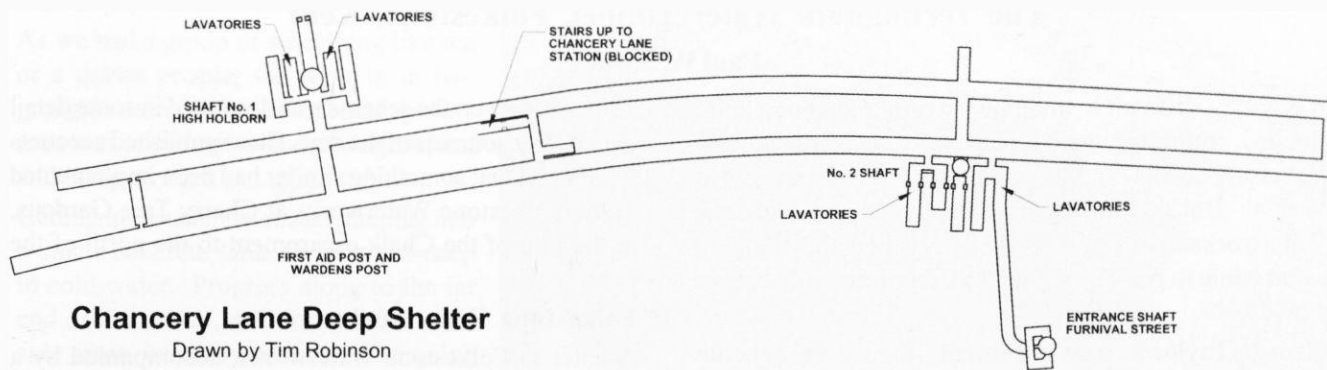 LAVATORIES
LAVATORIES
SHAFT No. 1
HIGH HOLBORN
STAIRS UP TO
CHANCERY LANE
STATION (BLOCKED)
FIRST AID POST AND
WARDENS POST
No. 2 SHAFT
LAVATORIES
LAVATORIES
ENTRANCE SHAFT
FURNIVAL STREET
Chancery Lane Deep Shelter
Drawn by Tim Robinson